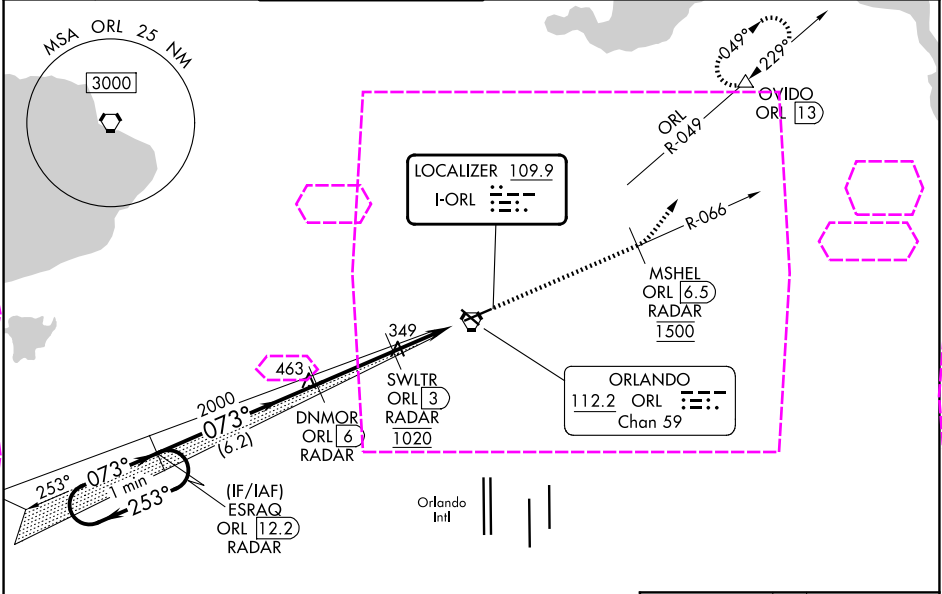 MSA ORL 25 NM
3000
049°
229°
OVIDO
ORL 13
ORL
R-049
LOCALIZER 109.9
I-ORL
R-066
MSHEL
ORL 6.5
RADAR
1500
349
463
SWLTR
ORL 3
RADAR
1020
ORLANDO
112.2 ORL
Chan 59
2000
073°
(6.2)
DNMOR
ORL 6
RADAR
253°
073°
1 min
253°
(IF/IAF)
ESRAQ
ORL 12.2
RADAR
Orlando
Intl